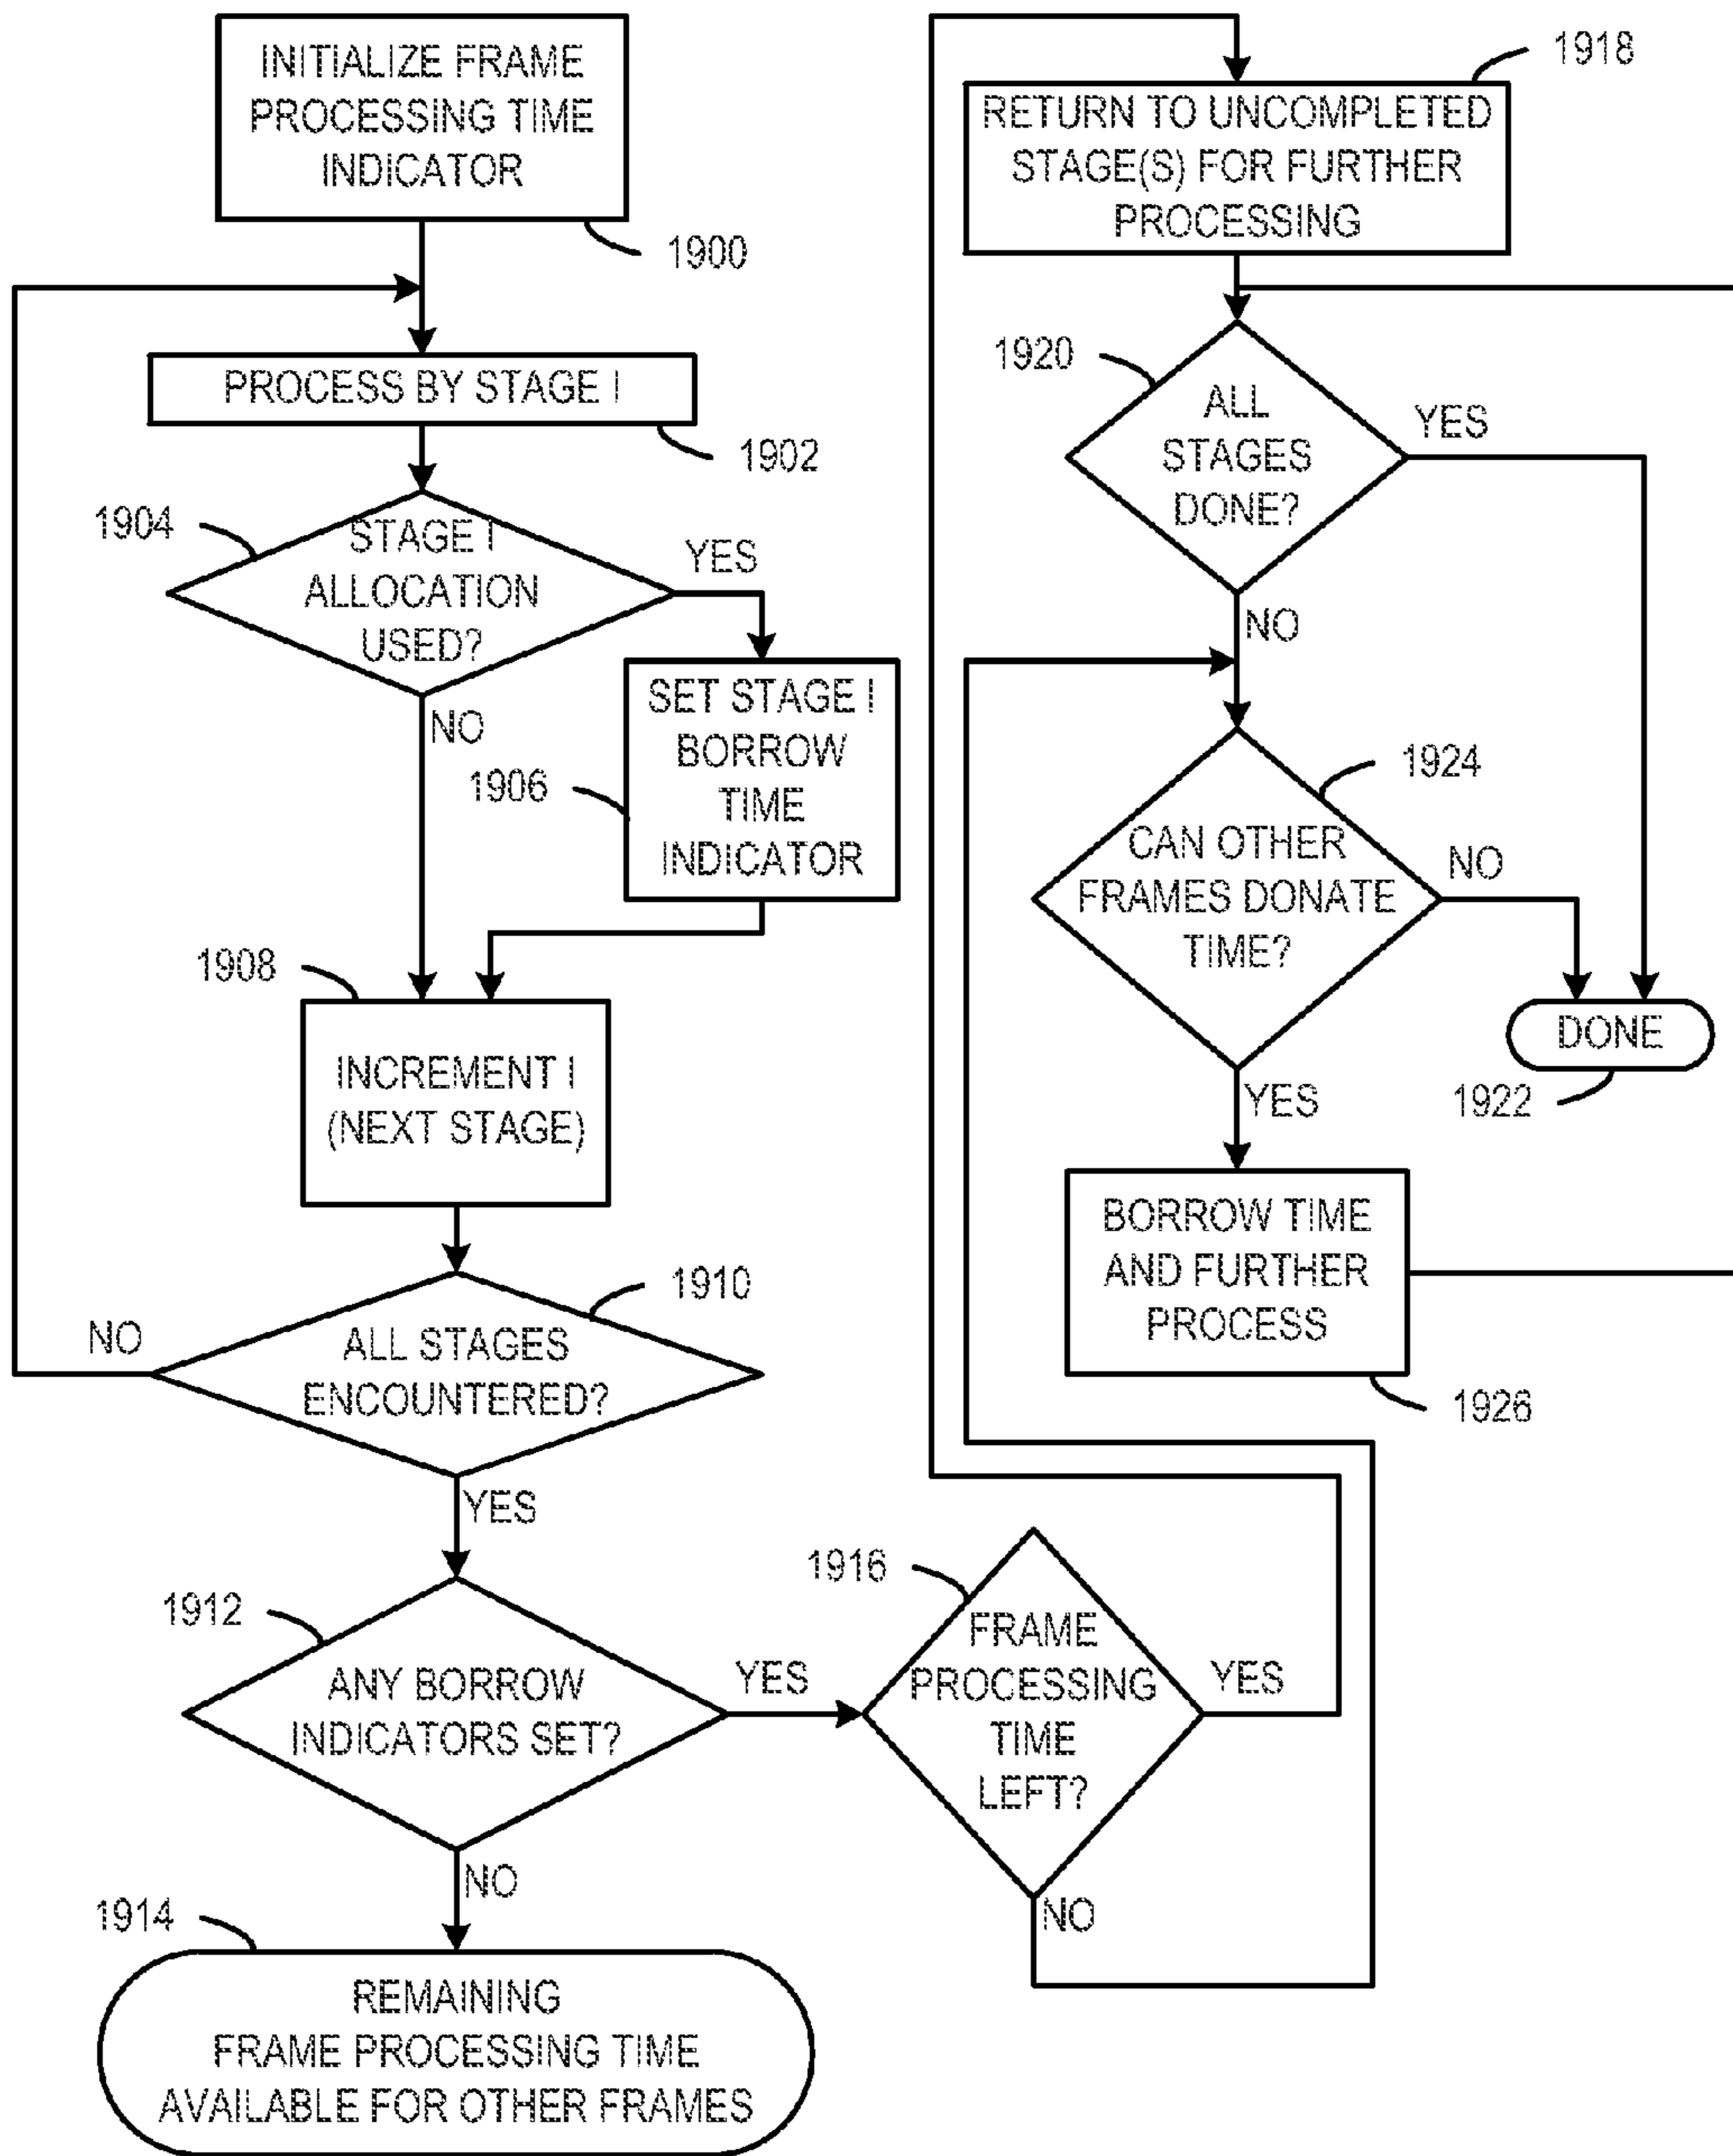 INITIALIZE FRAME
PROCESSING TIME
INDICATOR
1900
PROCESS BY STAGE I
1902
1904
STAGE I
ALLOCATION
USED?
YES
NO
SET STAGE I
BORROW
TIME
INDICATOR
1906
1908
INCREMENT I
(NEXT STAGE)
1910
NO
ALL STAGES
ENCOUNTERED?
YES
1912
ANY BORROW
INDICATORS SET?
YES
NO
1914
REMAINING
FRAME PROCESSING TIME
AVAILABLE FOR OTHER FRAMES
1916
FRAME
PROCESSING
TIME
LEFT?
YES
NO
1918
RETURN TO UNCOMPLETED
STAGE(S) FOR FURTHER
PROCESSING
1920
ALL
STAGES
DONE?
YES
NO
1924
CAN OTHER
FRAMES DONATE
TIME?
NO
YES
DONE
1922
BORROW TIME
AND FURTHER
PROCESS
1926